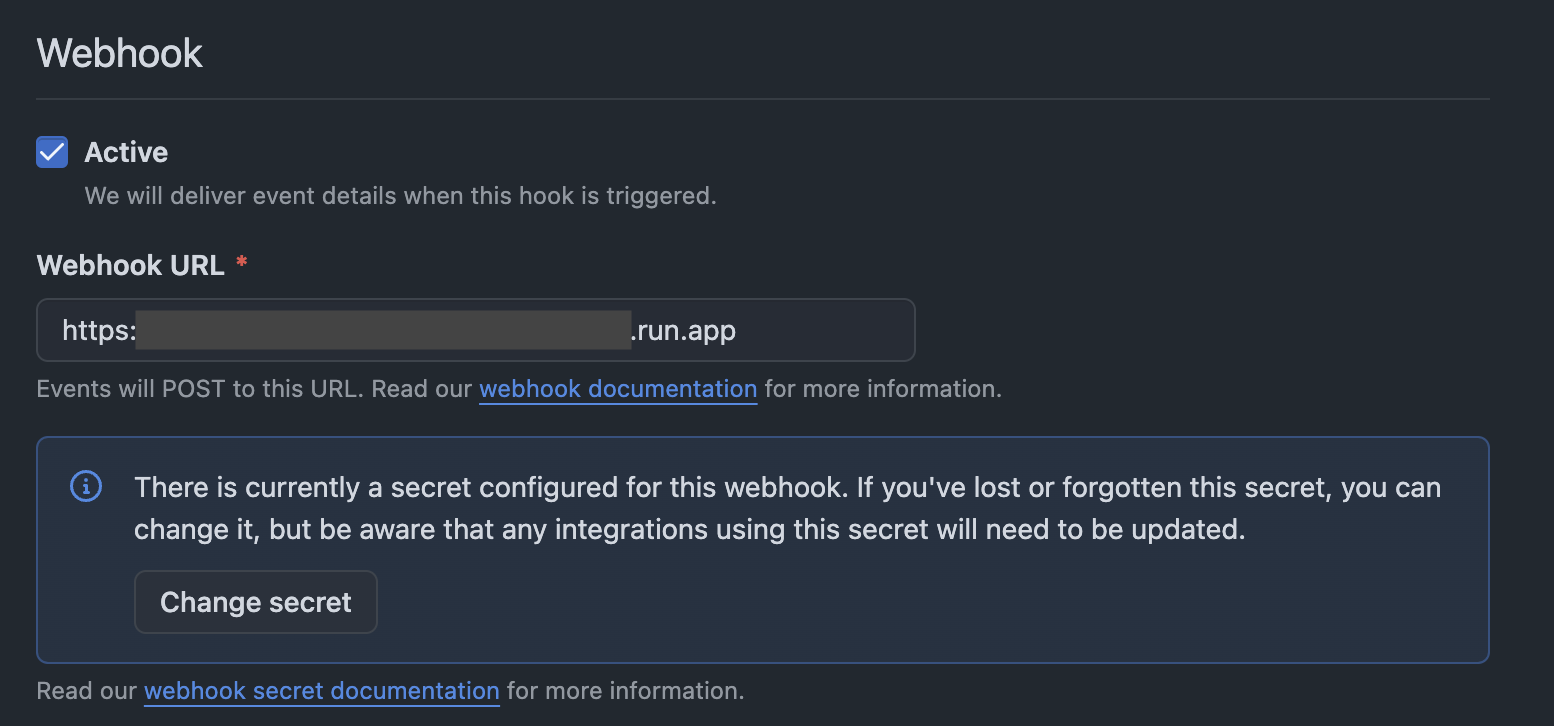 Webhook
Active
We will deliver event details when this hook is triggered.
Webhook URL *
https: .run.app
Events will POST to this URL. Read our webhook documentation for more information.
There is currently a secret configured for this webhook. If you've lost or forgotten this secret, you can
change it, but be aware that any integrations using this secret will need to be updated.
Change secret
Read our webhook secret documentation for more information.